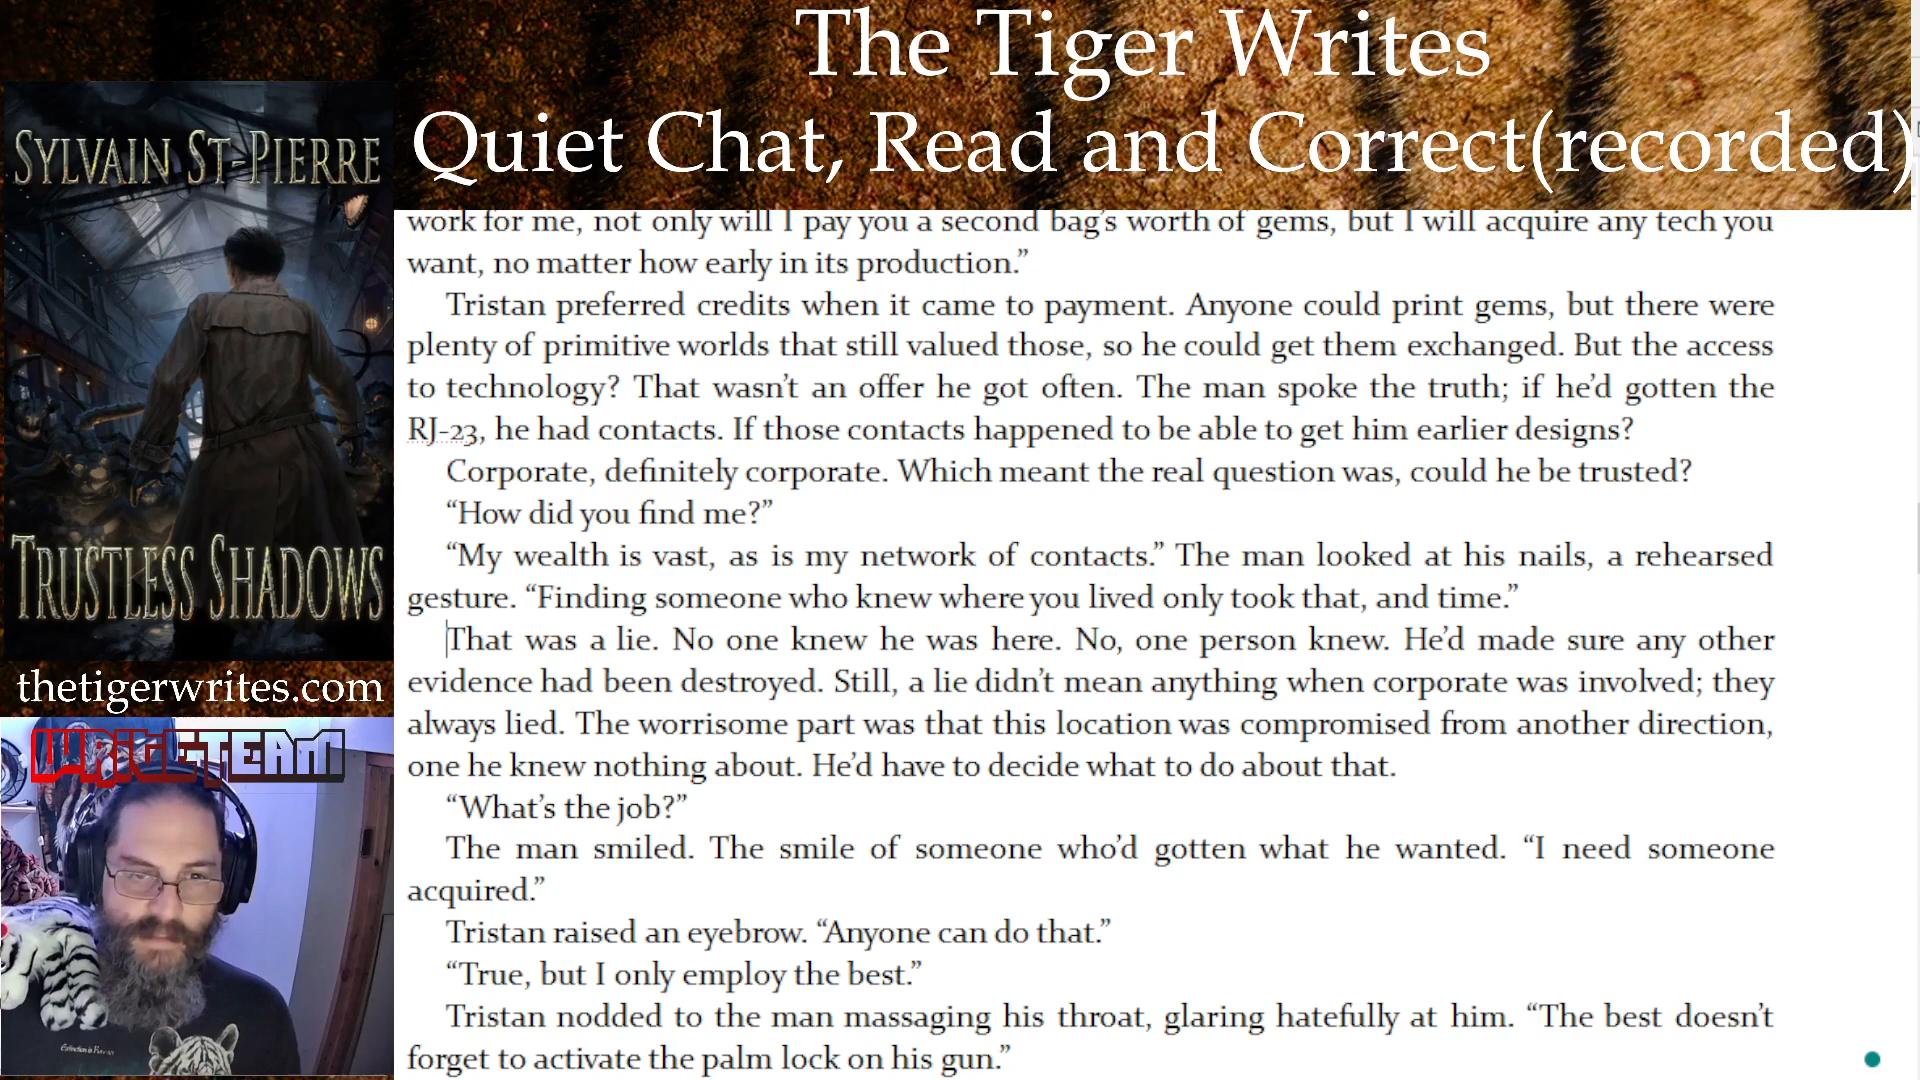 The Tiger Writes
Quiet Chat, Read and Correct(recorded)
SYLVAIN ST-PIERRE
TRUSTLESS SHADOWS
thetigerwrites.com
WRITETEAM
work for me, not only will I pay you a second bag’s worth of gems, but I will acquire any tech you
want, no matter how early in its production.”
Tristan preferred credits when it came to payment. Anyone could print gems, but there were
plenty of primitive worlds that still valued those, so he could get them exchanged. But the access
to technology? That wasn’t an offer he got often. The man spoke the truth; if he’d gotten the
RJ-23, he had contacts. If those contacts happened to be able to get him earlier designs?
Corporate, definitely corporate. Which meant the real question was, could he be trusted?
“How did you find me?”
“My wealth is vast, as is my network of contacts.” The man looked at his nails, a rehearsed
gesture. “Finding someone who knew where you lived only took that, and time.”
That was a lie. No one knew he was here. No, one person knew. He’d made sure any other
evidence had been destroyed. Still, a lie didn’t mean anything when corporate was involved; they
always lied. The worrisome part was that this location was compromised from another direction,
one he knew nothing about. He’d have to decide what to do about that.
“What’s the job?”
The man smiled. The smile of someone who’d gotten what he wanted. “I need someone
acquired.”
Tristan raised an eyebrow. “Anyone can do that.”
“True, but I only employ the best.”
Tristan nodded to the man massaging his throat, glaring hatefully at him. “The best doesn’t
forget to activate the palm lock on his gun.”